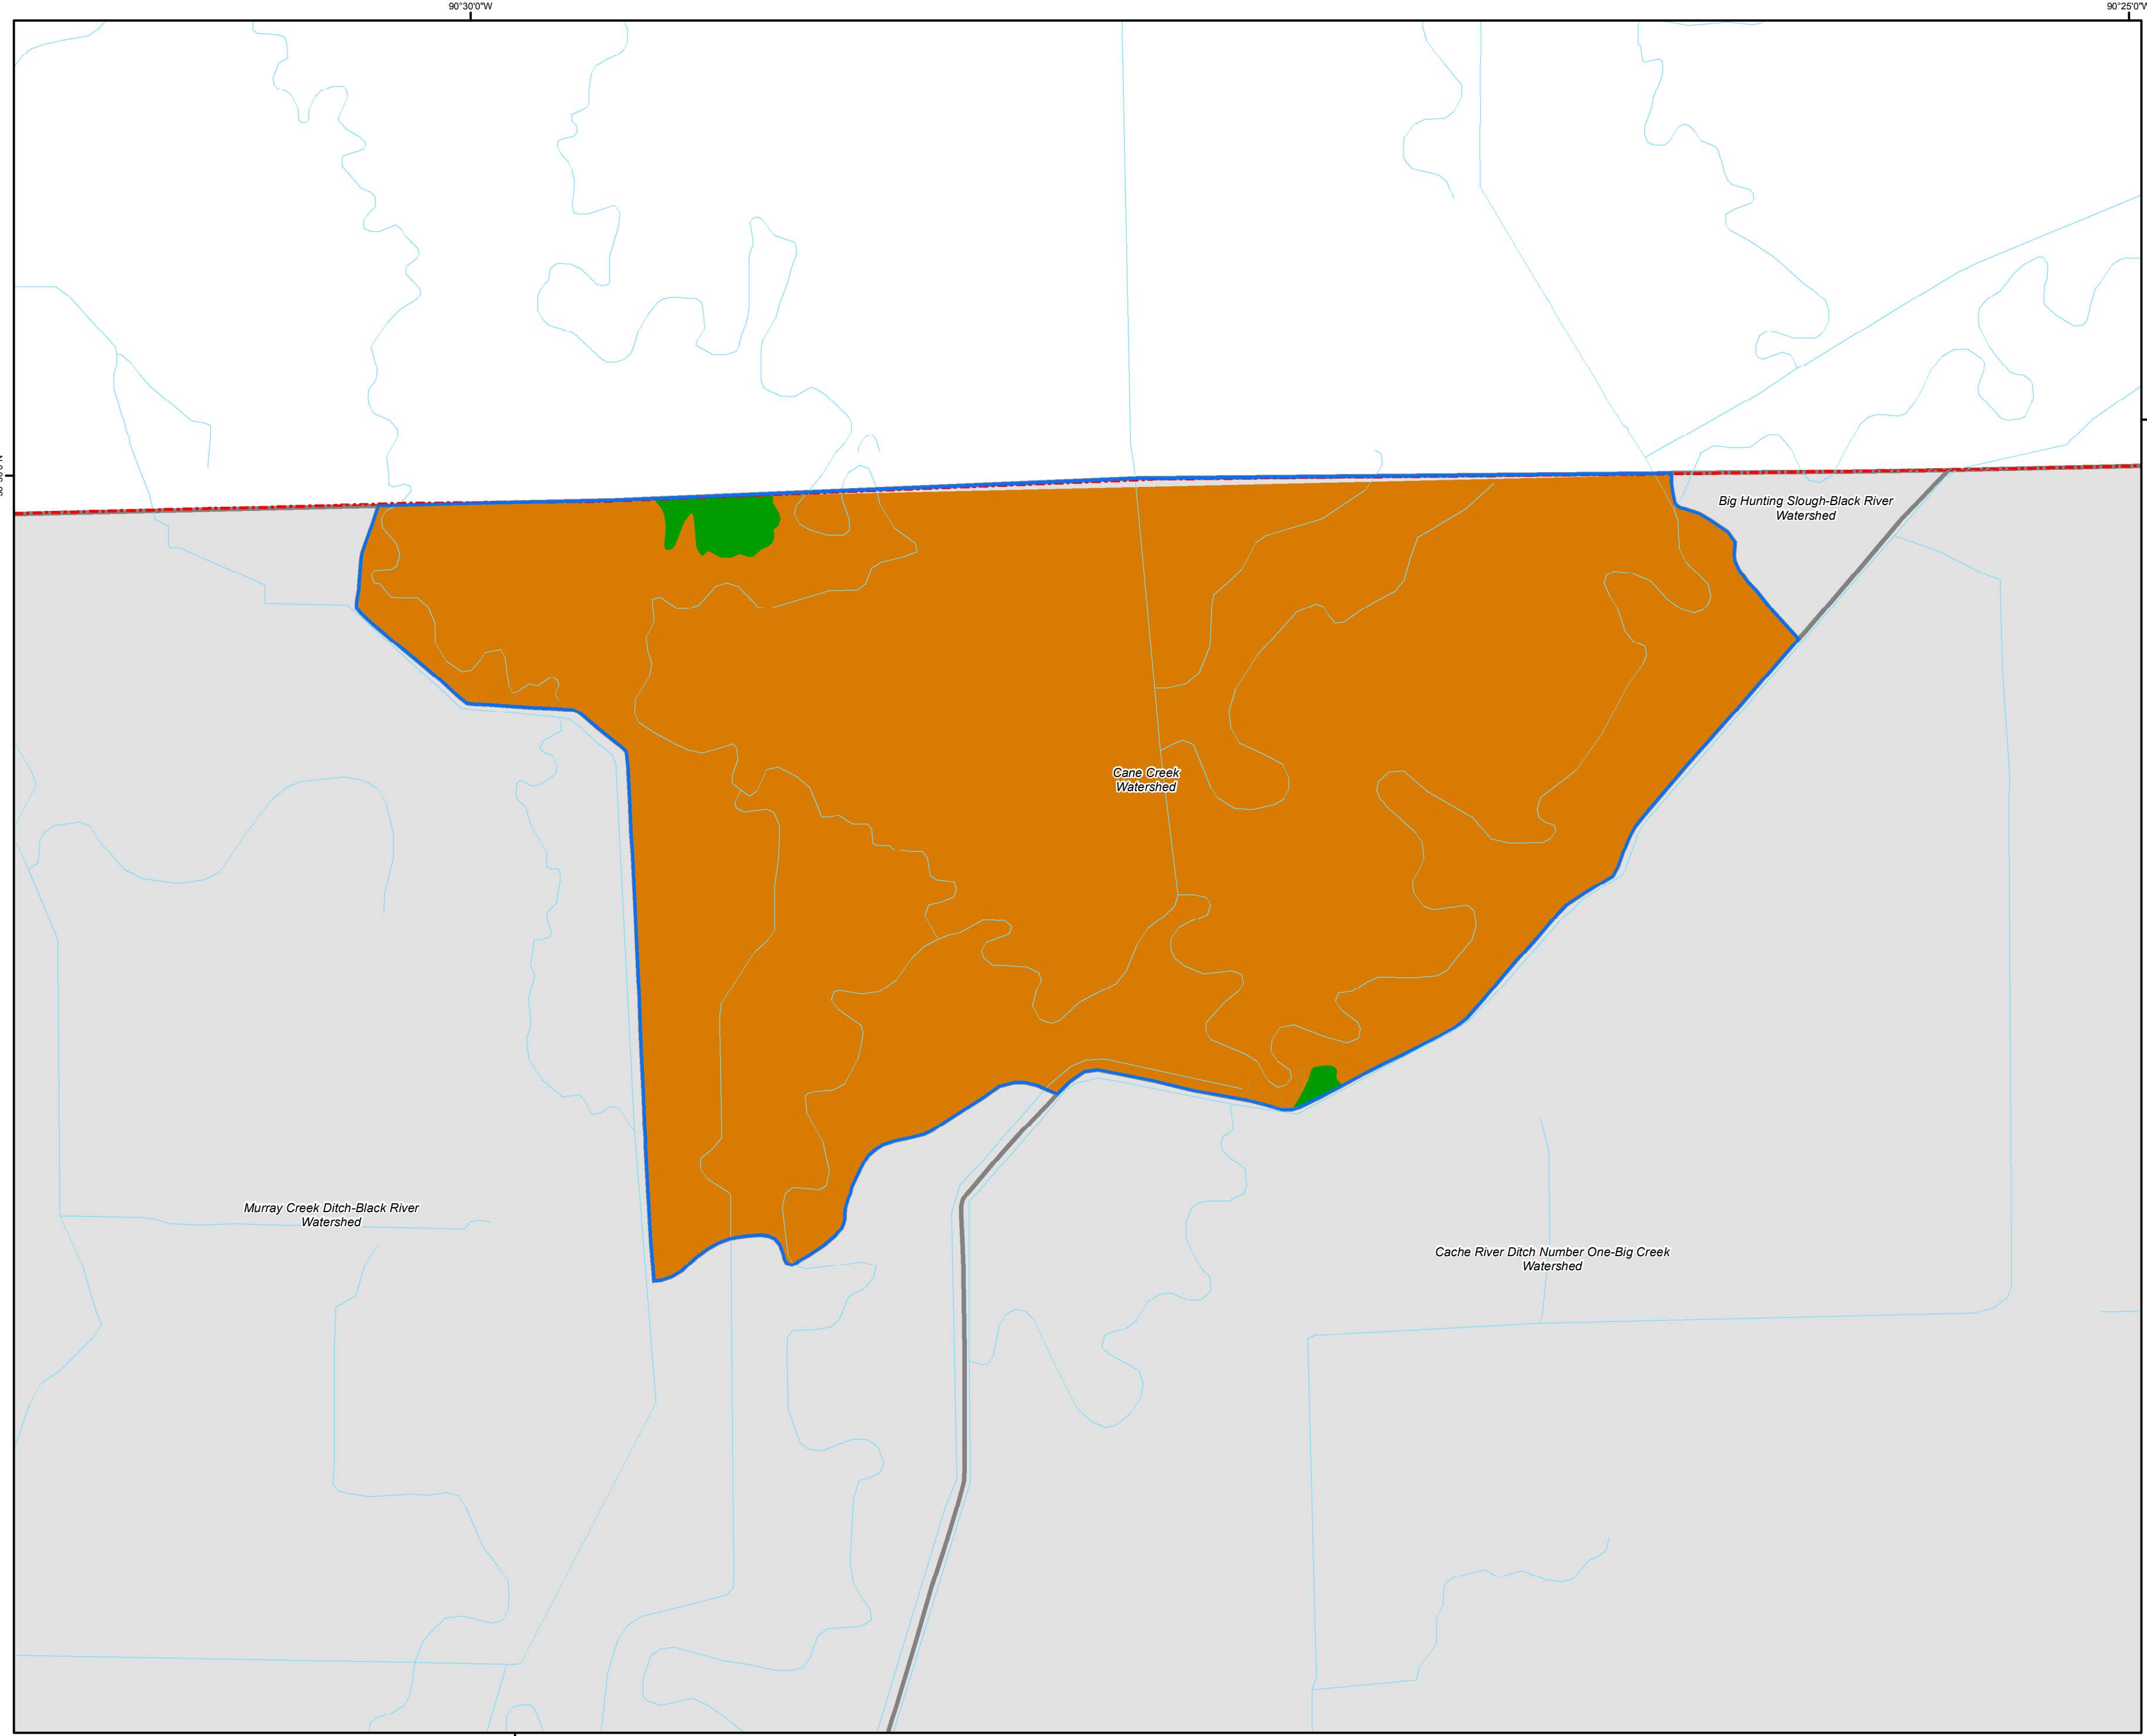 90°30'0"W
90°25'0"W
Big Hunting Slough-Black River
Watershed
Cane Creek
Watershed
Murray Creek Ditch-Black River
Watershed
Cache River Ditch Number One-Big Creek
Watershed